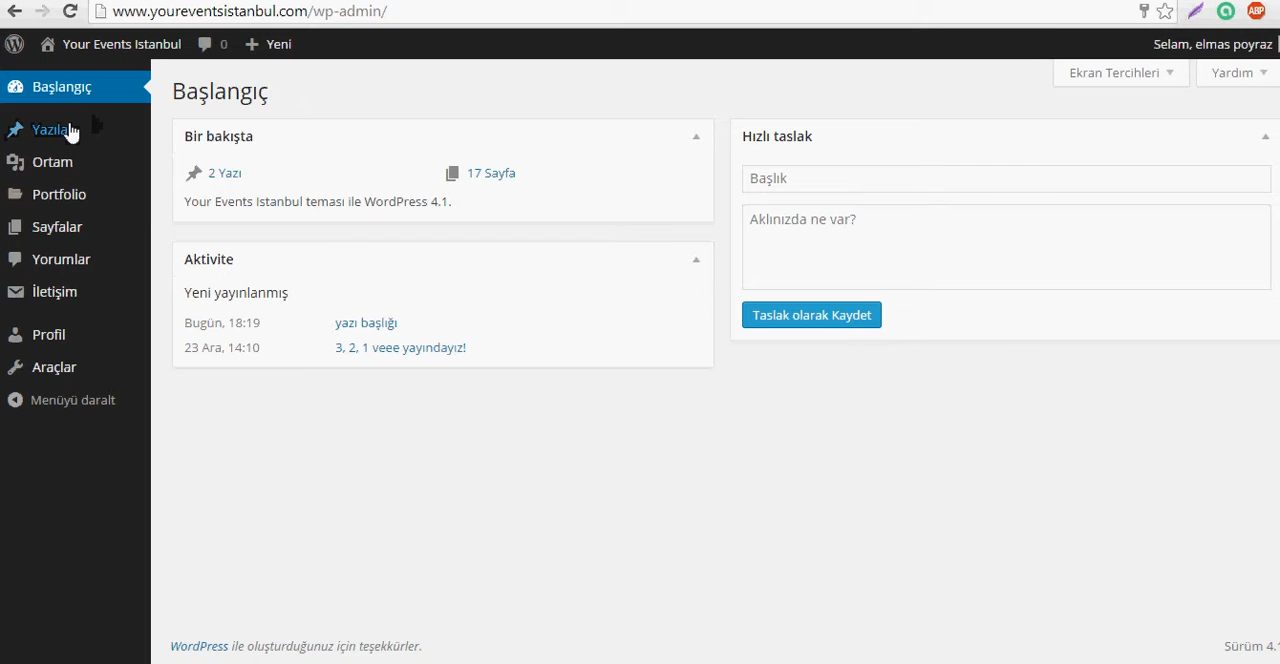 www.youreventsistanbul.com/wp-admin/
ABP
Your Events Istanbul 0 Yeni
Selam, elmas poyraz
Başlangıç
Ortam
Portfolio
Sayfalar
Yorumlar
İletişim
Profil
Araçlar
Menüyü daralt
Ekran Tercihleri
Yardım
Başlangıç
Bir bakışta
2 Yazı 17 Sayfa
Your Events Istanbul teması ile WordPress 4.1.
Aktivite
Yeni yayınlanmış
Bugün, 18:19 yazı başlığı
23 Ara, 14:10 3, 2, 1 veee yayındayız!
Hızlı taslak
Başlık
Aklınızda ne var?
Taslak olarak Kaydet
WordPress ile oluşturduğunuz için teşekkürler.
Sürüm 4.1